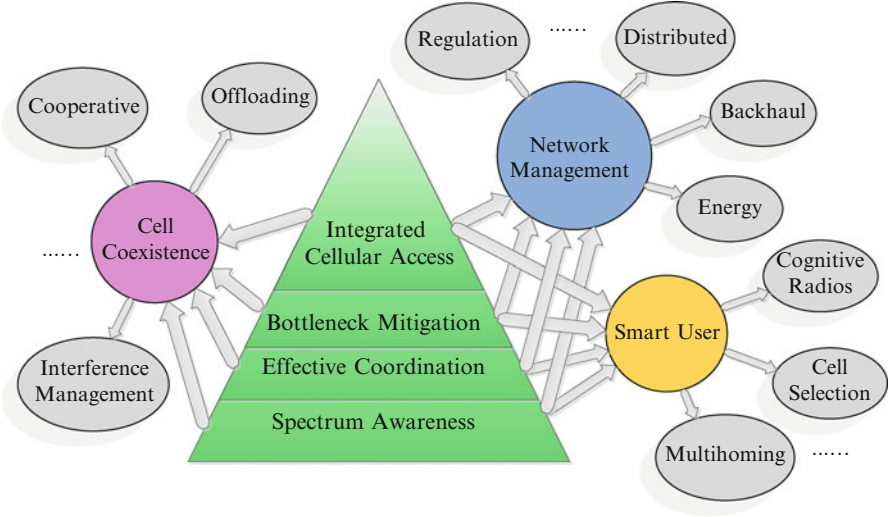 Regulation
......
Distributed
Cooperative
Offloading
Backhaul
Network
Management
Energy
Cell
Coexistence
......
Integrated
Cellular Access
Cognitive
Radios
Bottleneck Mitigation
Smart User
Effective Coordination
Interference
Management
Cell
Selection
Spectrum Awareness
Multihoming
......